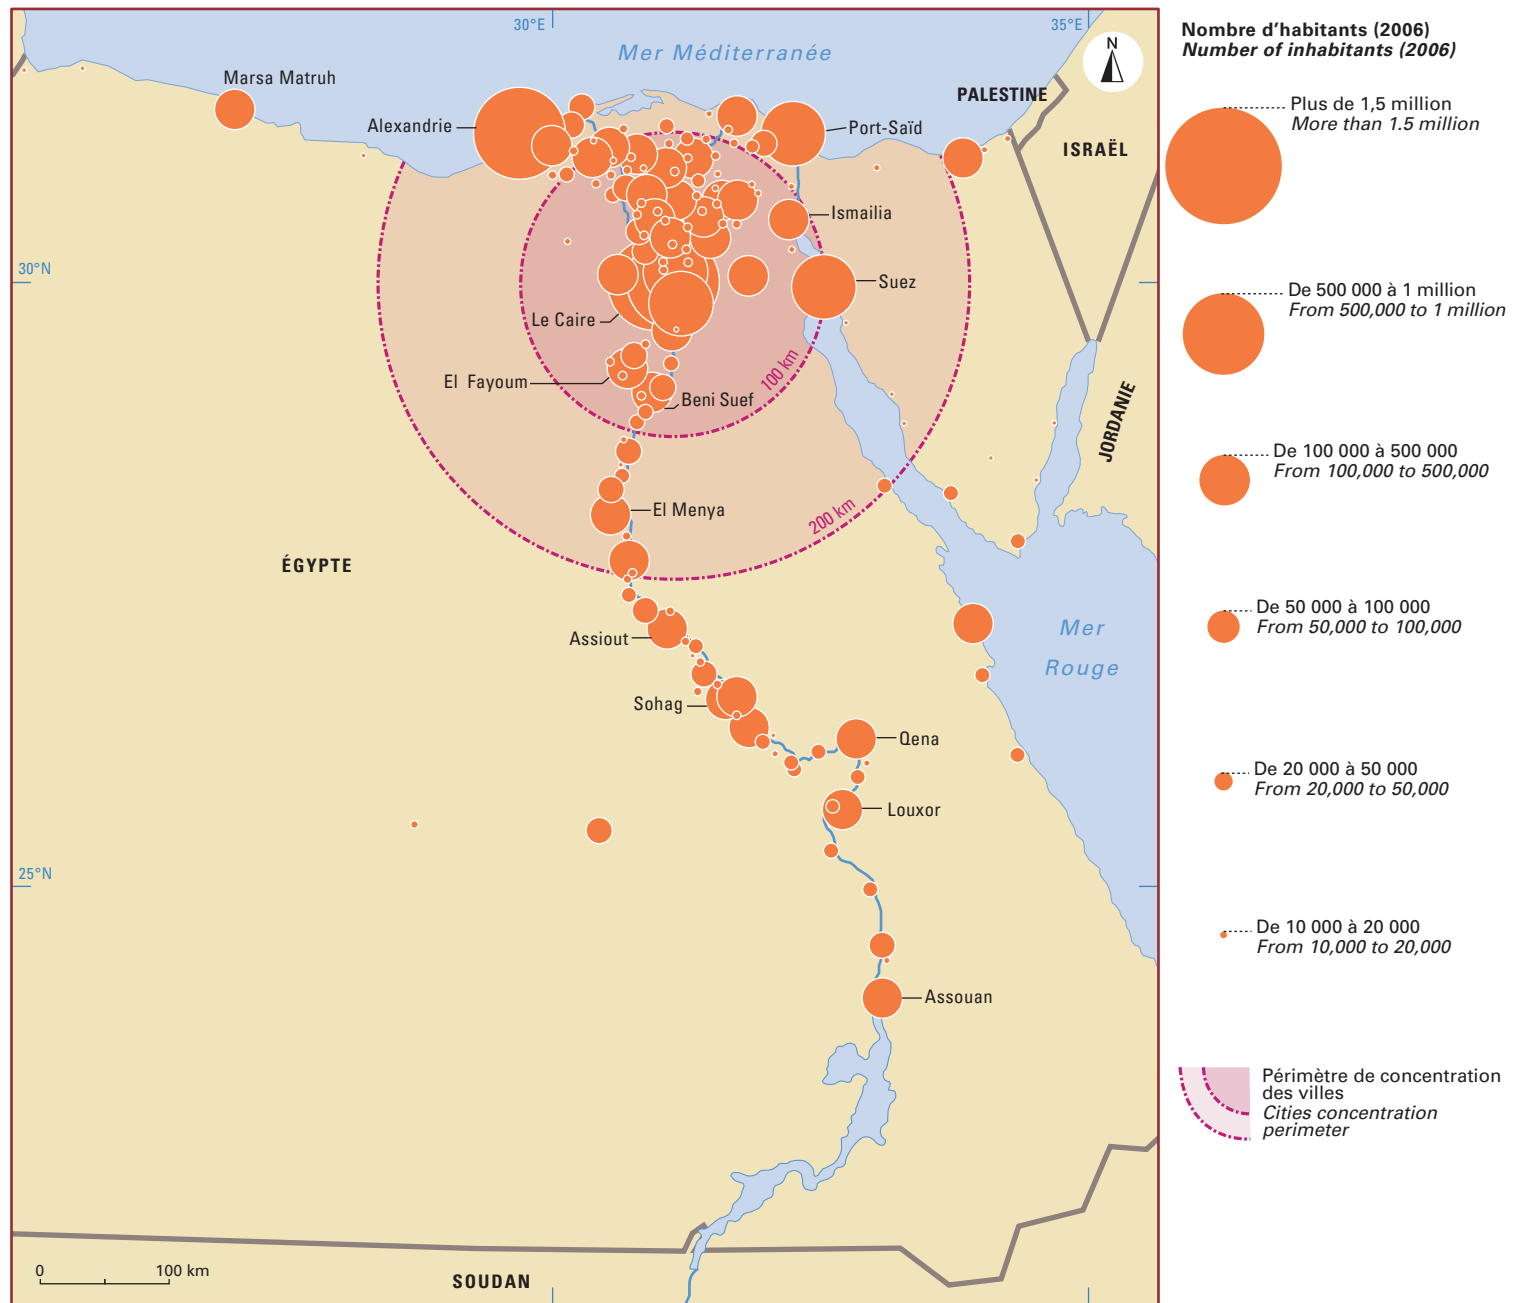 30°E
35°E
Mer Méditerranée
N
Marsa Matruh
PALESTINE
Alexandrie
Port-Saïd
ISRAËL
Ismailia
30°N
Suez
Le Caire
100 km
El Fayoum
Beni Suef
JORDANIE
El Menya
200 km
ÉGYPTE
Assiout
Mer
Rouge
Sohag
Qena
Louxor
25°N
Assouan
0
100 km
SOUDAN
Nombre d'habitants (2006)
Number of inhabitants (2006)
Plus de 1,5 million
More than 1.5 million
De 500 000 à 1 million
From 500,000 to 1 million
De 100 000 à 500 000
From 100,000 to 500,000
De 50 000 à 100 000
From 50,000 to 100,000
De 20 000 à 50 000
From 20,000 to 50,000
De 10 000 à 20 000
From 10,000 to 20,000
Périmètre de concentration
des villes
Cities concentration
perimeter